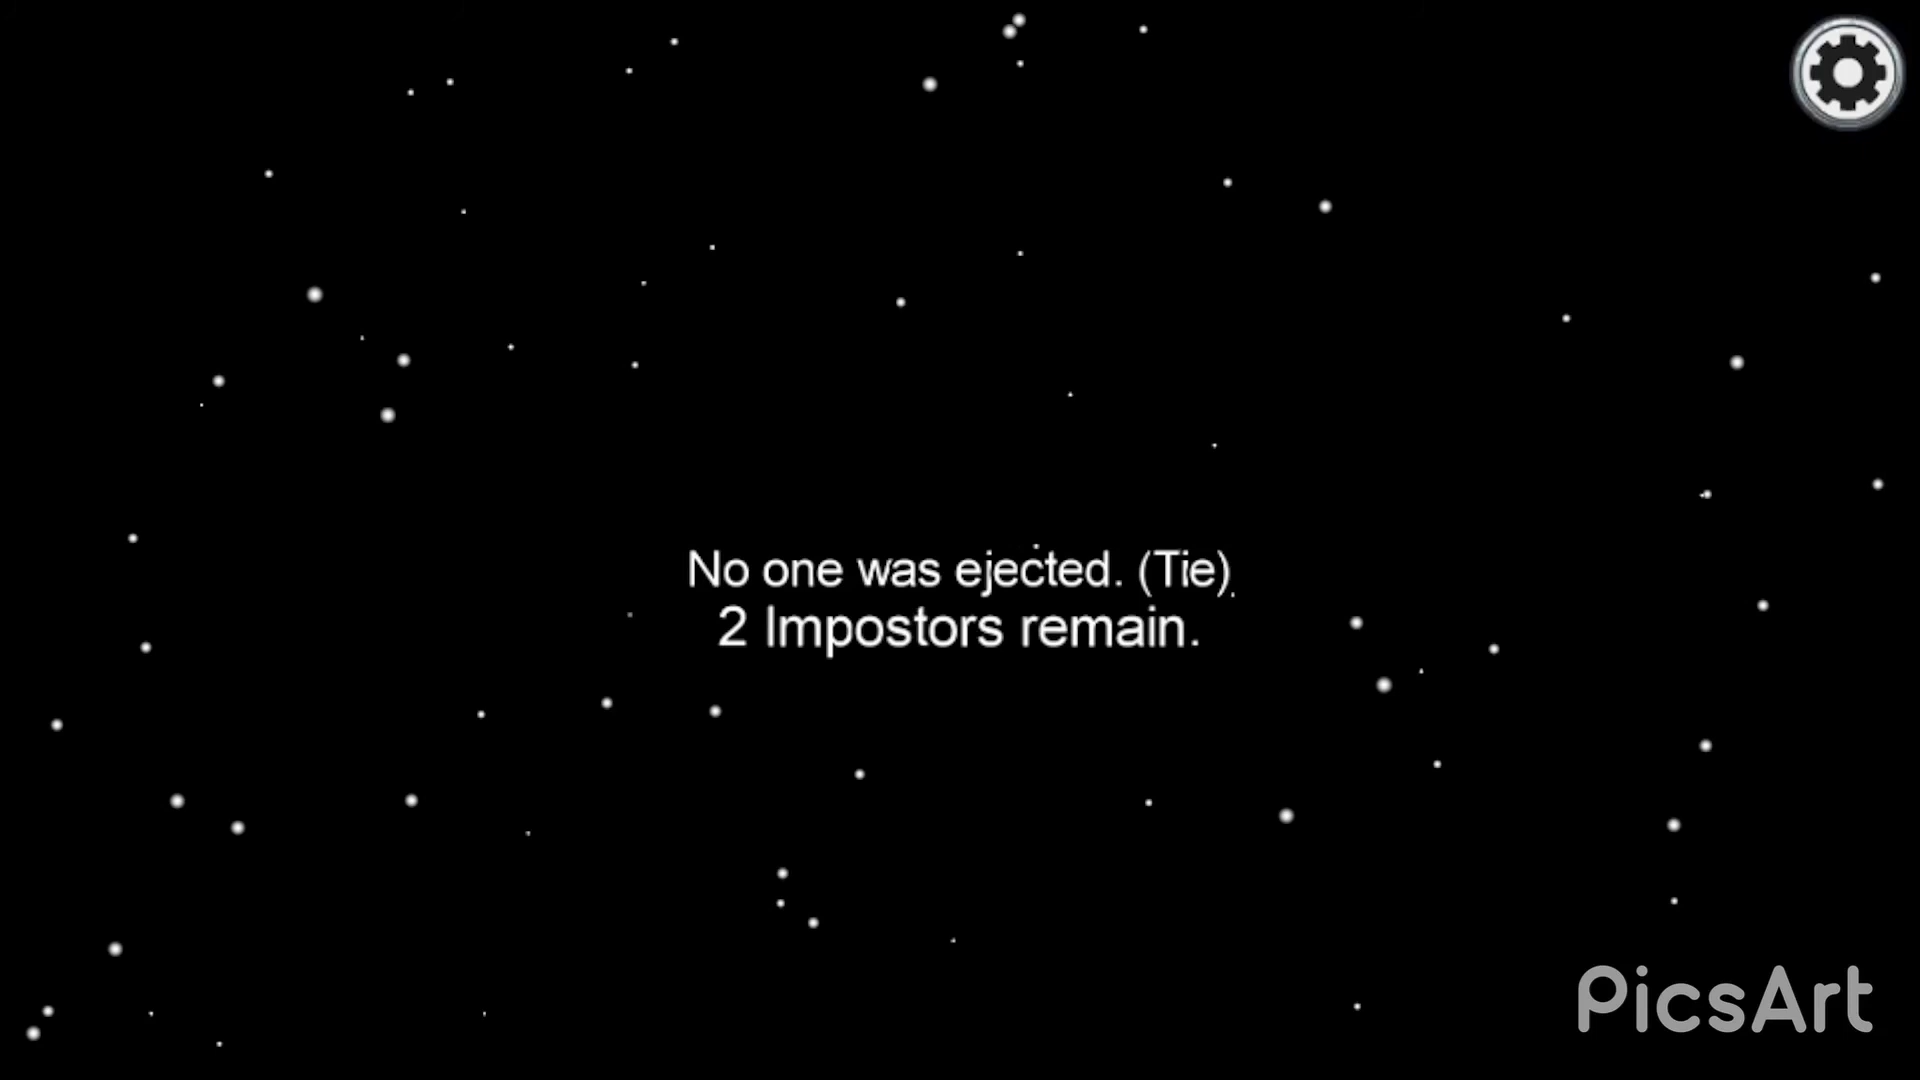 No one was ejected. (Tie)
2 Impostors remain.
PicsArt